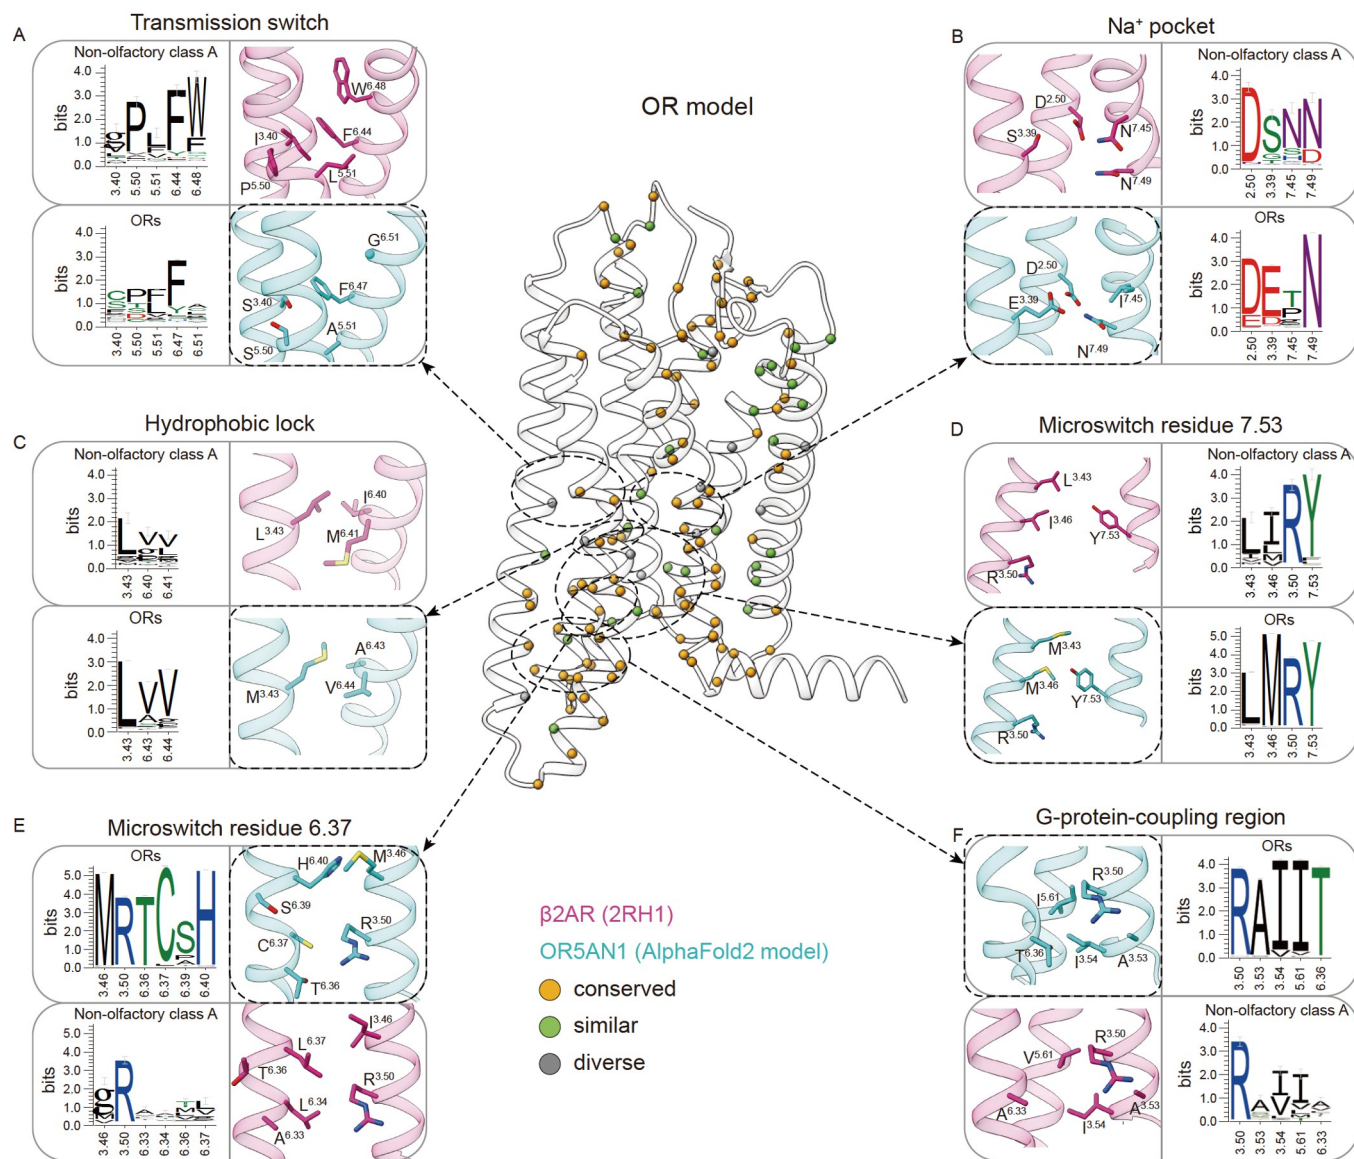 A
Transmission switch
Non-olfactory class A
bits
4.0
3.0
2.0
1.0
0.0
3.40
5.50
5.51
6.44
6.48
W6.48
I3.40
F6.44
L5.51
P5.50
ORs
bits
4.0
3.0
2.0
1.0
0.0
3.40
5.50
5.51
6.47
6.51
G6.51
F6.47
S3.40
A5.51
S5.50
OR model
B
Na+ pocket
D2.50
S3.39
N7.45
N7.49
Non-olfactory class A
bits
4.0
3.0
2.0
1.0
0.0
2.50
3.39
7.45
7.49
D2.50
E3.39
I7.45
N7.49
ORs
bits
4.0
3.0
2.0
1.0
0.0
2.50
3.39
7.45
7.49
C
Hydrophobic lock
Non-olfactory class A
bits
4.0
3.0
2.0
1.0
0.0
3.43
6.40
6.41
I6.40
L3.43
M6.41
ORs
bits
4.0
3.0
2.0
1.0
0.0
3.43
6.43
6.44
A6.43
M3.43
V6.44
D
Microswitch residue 7.53
L3.43
I3.46
Y7.53
R3.50
Non-olfactory class A
bits
4.0
3.0
2.0
1.0
0.0
3.43
3.46
3.50
7.53
M3.43
M3.46
Y7.53
R3.50
ORs
bits
5.0
4.0
3.0
2.0
1.0
0.0
3.43
3.46
3.50
7.53
E
Microswitch residue 6.37
ORs
bits
5.0
4.0
3.0
2.0
1.0
0.0
3.46
3.50
6.36
6.37
6.39
6.40
H6.40
M3.46
S6.39
R3.50
C6.37
T6.36
Non-olfactory class A
bits
5.0
4.0
3.0
2.0
1.0
0.0
3.46
3.50
6.33
6.34
6.36
6.37
I3.46
L6.37
T6.36
R3.50
L6.34
A6.33
β2AR (2RH1)
OR5AN1 (AlphaFold2 model)
conserved
similar
diverse
F
G-protein-coupling region
R3.50
I5.61
T6.36
I3.54
A3.53
ORs
bits
4.0
3.0
2.0
1.0
0.0
3.50
3.53
3.54
5.61
6.36
V5.61
R3.50
A6.33
A3.53
I3.54
Non-olfactory class A
bits
4.0
3.0
2.0
1.0
0.0
3.50
3.53
3.54
5.61
6.33